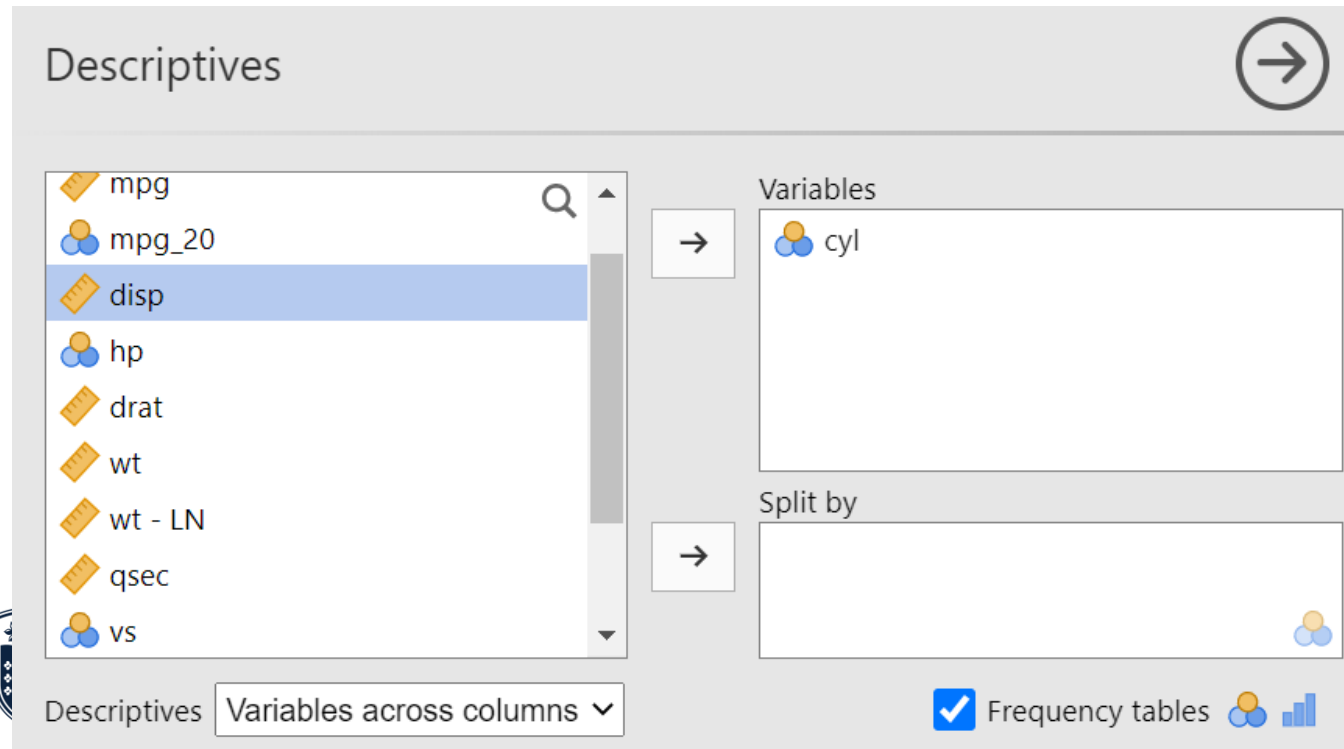 Descriptives
mpg
mpg_20
disp
hp
drat
wt
wt - LN
qsec
vs
Variables
cyl
Split by
Descriptives Variables across columns
Frequency tables